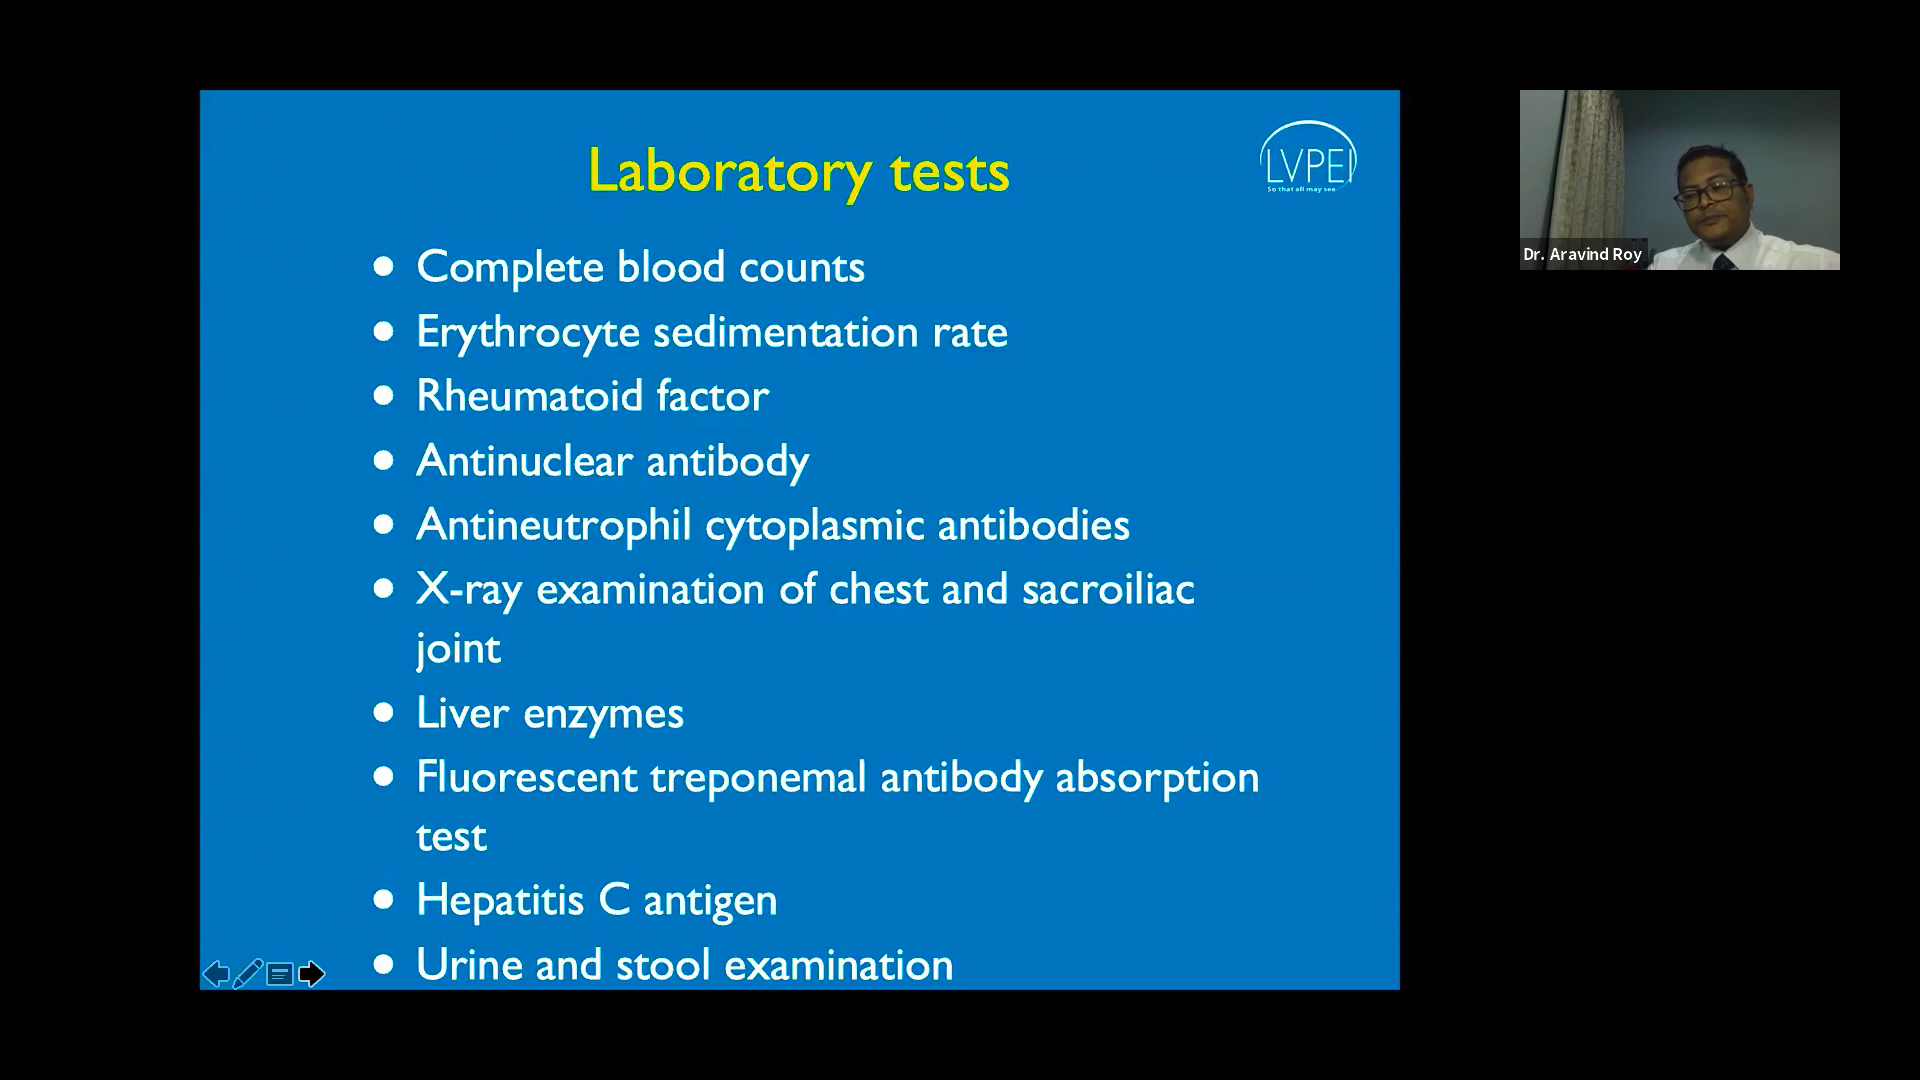 Laboratory tests
LVPEI
So that all may see
• Complete blood counts
• Erythrocyte sedimentation rate
• Rheumatoid factor
• Antinuclear antibody
• Antineutrophil cytoplasmic antibodies
• X-ray examination of chest and sacroiliac
joint
• Liver enzymes
• Fluorescent treponemal antibody absorption
test
• Hepatitis C antigen
• Urine and stool examination
Dr. Aravind Roy